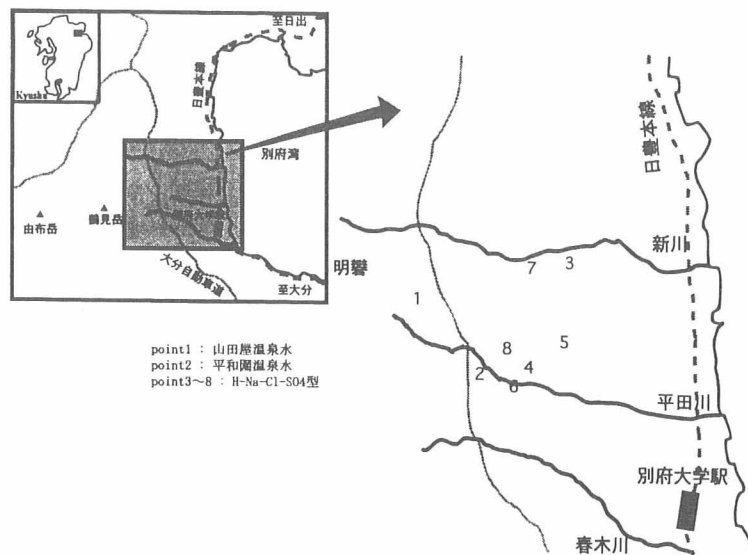 Kyushu
至日出
日豊本線
別府湾
由布岳
鶴見岳
大分自動車道
至大分
point1 : 山田屋温泉水
point2 : 平和園温泉水
point3〜8 : H-Na-Cl-SO4型
日豊本線
新川
明礬
7
3
1
8
5
4
2
6
平田川
別府大学駅
春木川